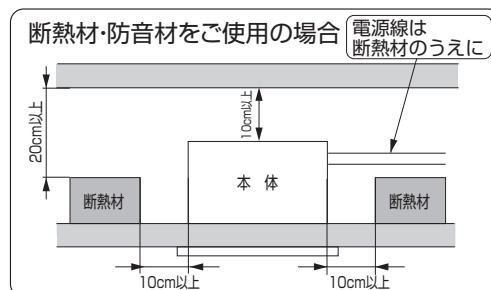 断熱材・防音材をご使用の場合
電源線は
断熱材のうえに
20cm以上
10cm以上
本 体
断熱材
断熱材
10cm以上
10cm以上